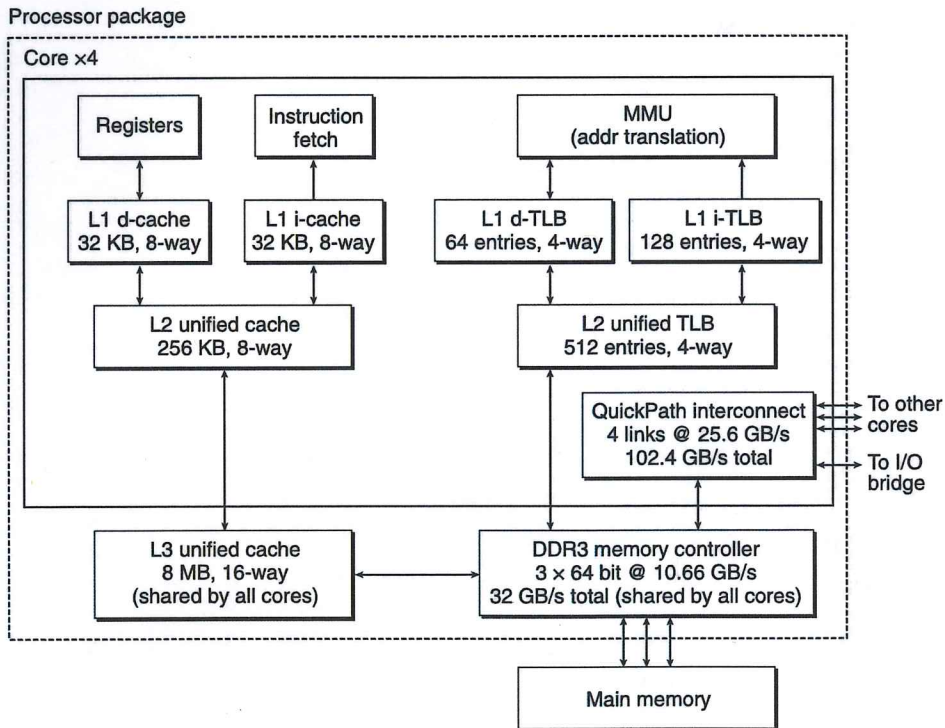 Processor package
Core ×4
Registers
Instruction
fetch
MMU
(addr translation)
L1 d-cache
32 KB, 8-way
L1 i-cache
32 KB, 8-way
L1 d-TLB
64 entries, 4-way
L1 i-TLB
128 entries, 4-way
L2 unified cache
256 KB, 8-way
L2 unified TLB
512 entries, 4-way
QuickPath interconnect
4 links @ 25.6 GB/s
102.4 GB/s total
To other
cores
To I/O
bridge
L3 unified cache
8 MB, 16-way
(shared by all cores)
DDR3 memory controller
3 × 64 bit @ 10.66 GB/s
32 GB/s total (shared by all cores)
Main memory